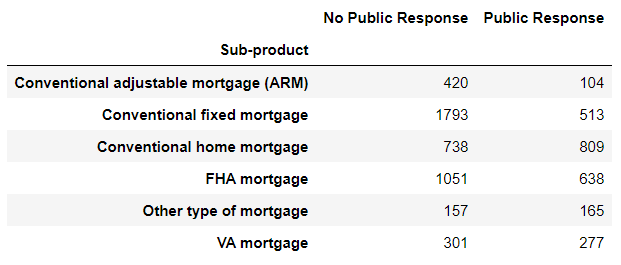 No Public Response Public Response
Sub-product
Conventional adjustable mortgage (ARM) 420 104
Conventional fixed mortgage 1793 513
Conventional home mortgage 738 809
FHA mortgage 1051 638
Other type of mortgage 157 165
VA mortgage 301 277